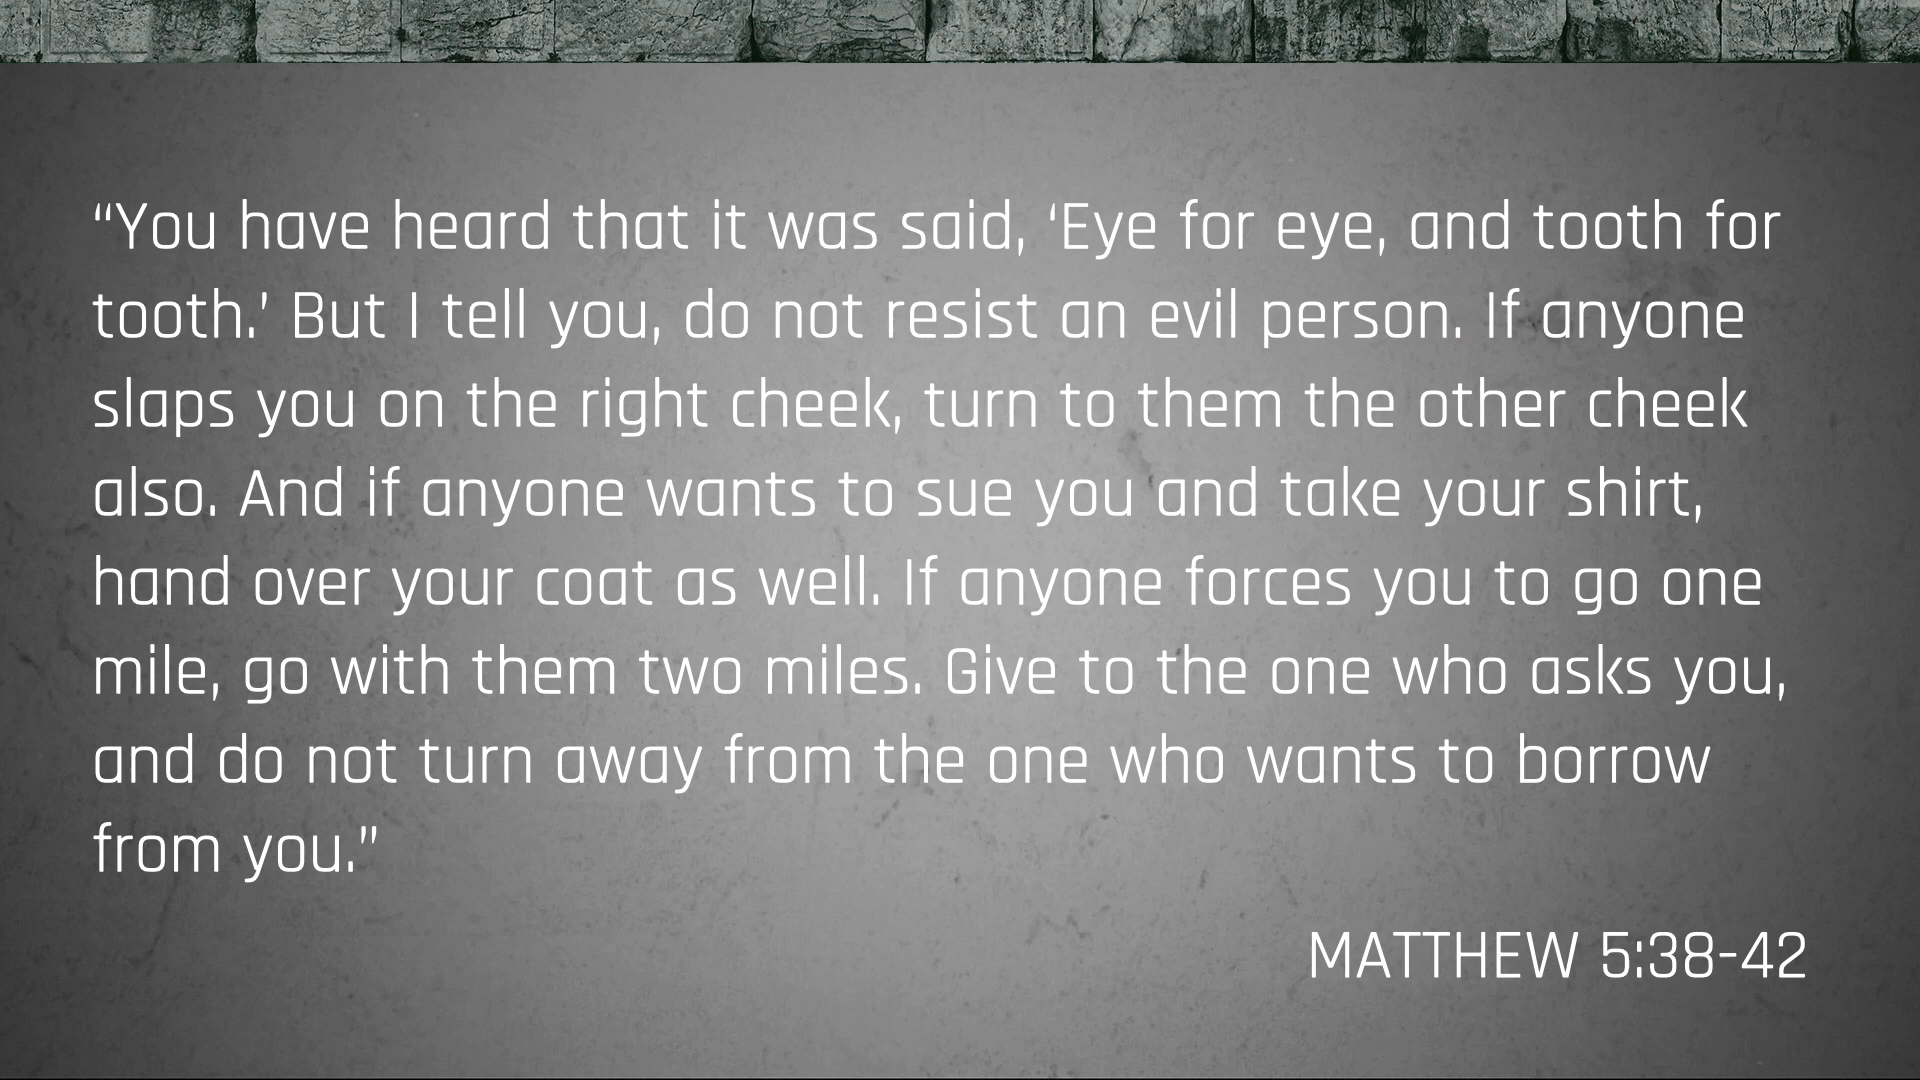 “You have heard that it was said, ‘Eye for eye, and tooth for
tooth.’ But I tell you, do not resist an evil person. If anyone
slaps you on the right cheek, turn to them the other cheek
also. And if anyone wants to sue you and take your shirt,
hand over your coat as well. If anyone forces you to go one
mile, go with them two miles. Give to the one who asks you,
and do not turn away from the one who wants to borrow
from you.”
MATTHEW 5:38-42